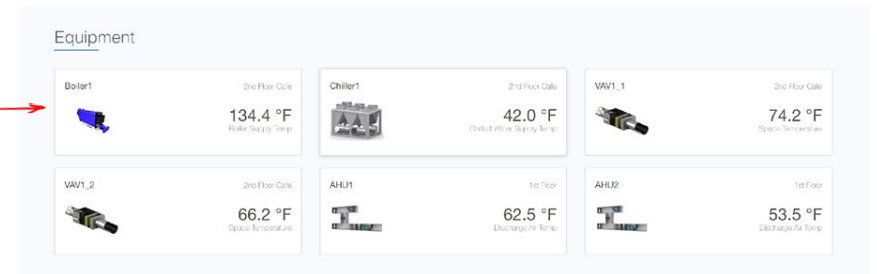 Equipment
Boiler1
2nd Floor Cafe
134.4 °F
Boiler Supply Temp
Chiller1
2nd Floor Cafe
42.0 °F
Chilled Water Supply Temp
VAV1_1
2nd Floor Cafe
74.2 °F
Space Temperature
VAV1_2
2nd Floor Cafe
66.2 °F
Space Temperature
AHU1
1st Floor
62.5 °F
Discharge Air Temp
AHU2
1st Floor
53.5 °F
Discharge Air Temp